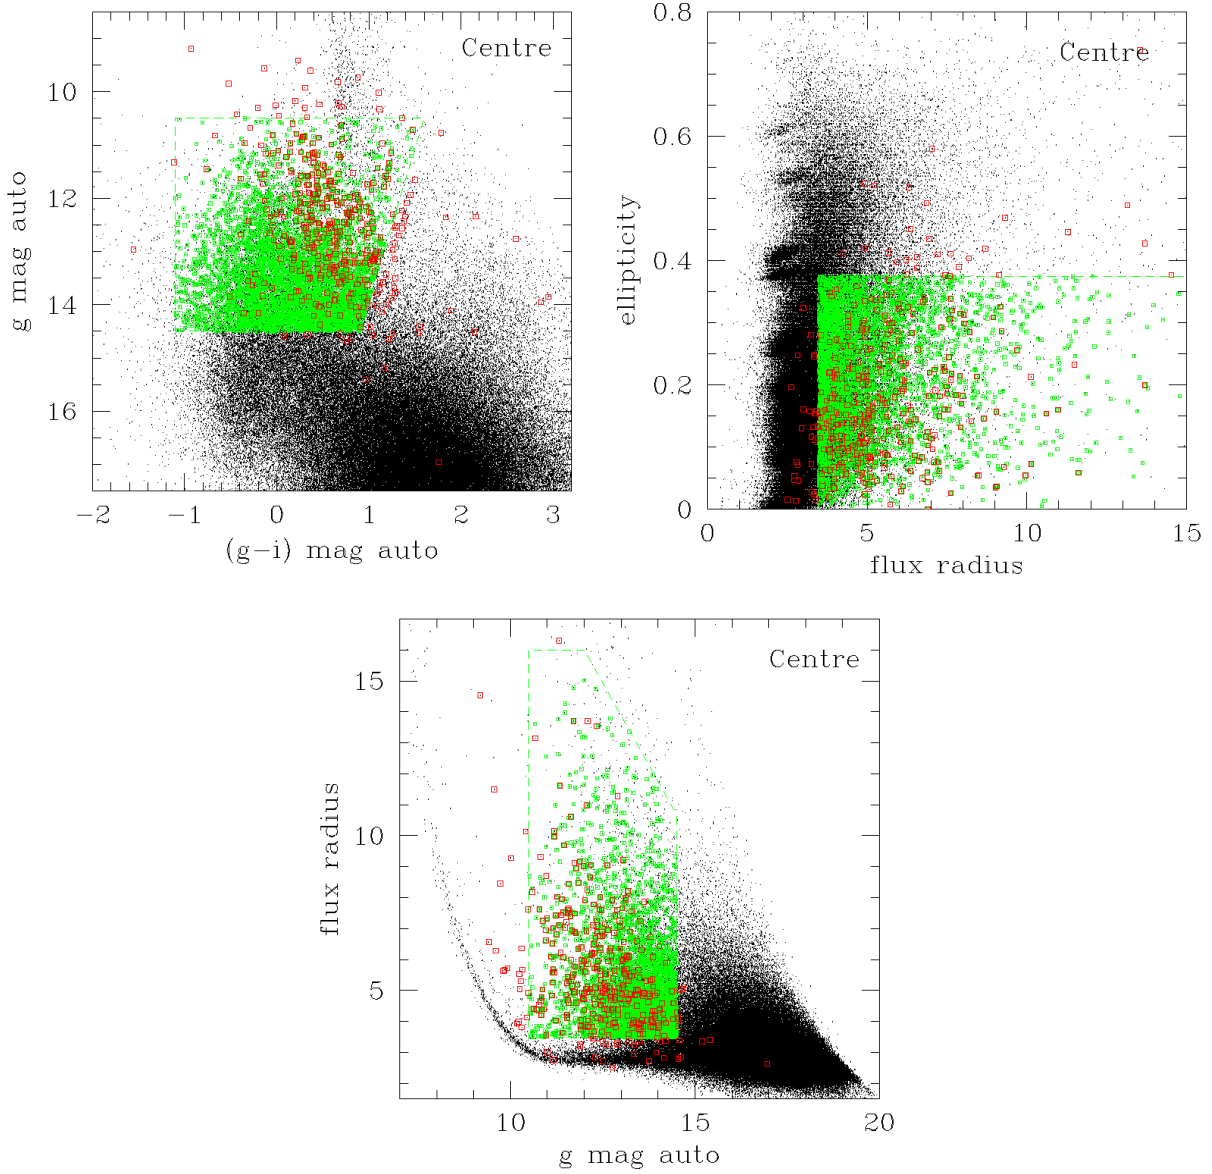 Centre
10
12
14
16
g mag auto
−2 −1 0 1 2 3
(g−i) mag auto
Centre
0.8
0.6
0.4
0.2
0
ellipticity
0 5 10 15
flux radius
Centre
15
10
5
flux radius
10 15 20
g mag auto